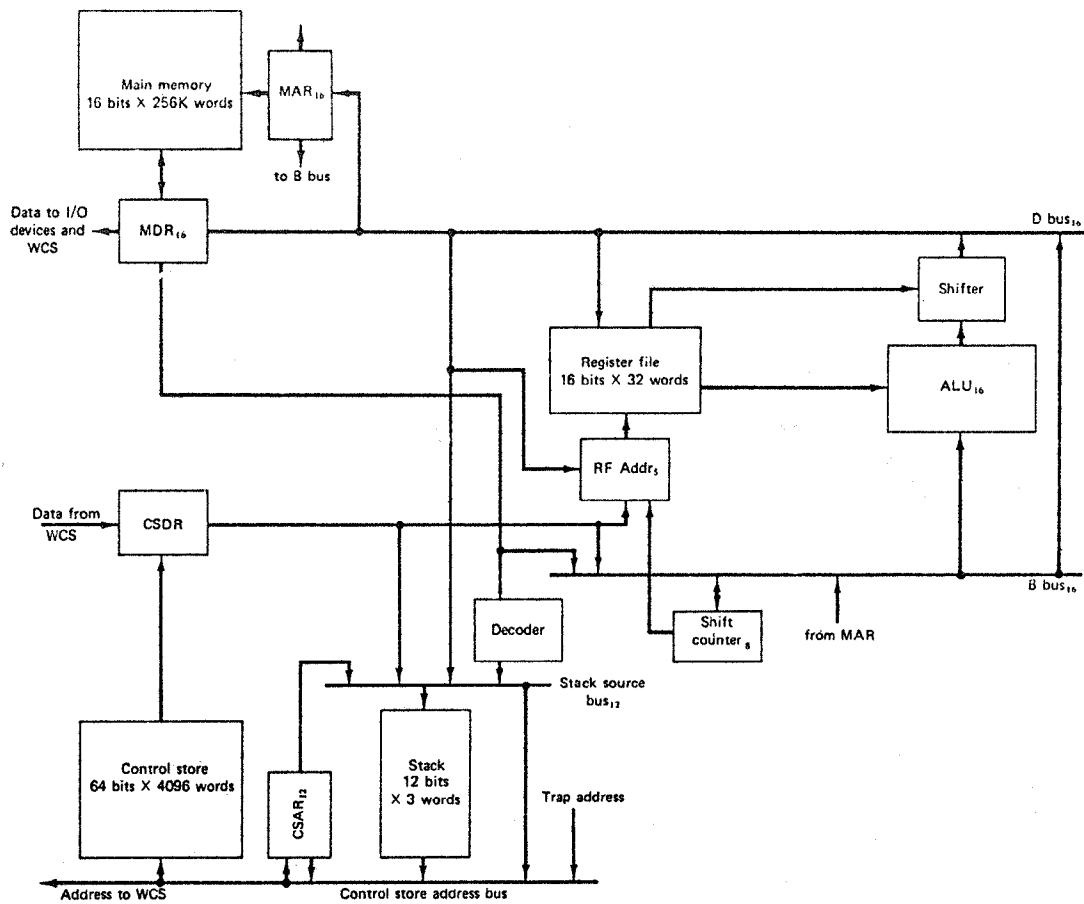 Main memory
16 bits X 256K words
MAR₁₆
to B bus
Data to I/O
devices and
WCS
MDR₁₆
D bus₁₆
Shifter
Register file
16 bits X 32 words
ALU₁₆
RF Addr₅
Data from
WCS
CSDR
B bus₁₆
Decoder
Shift
counter₈
from MAR
Stack source
bus₁₂
Control store
64 bits X 4096 words
CSAR₁₂
Stack
12 bits
X 3 words
Trap address
Address to WCS
Control store address bus